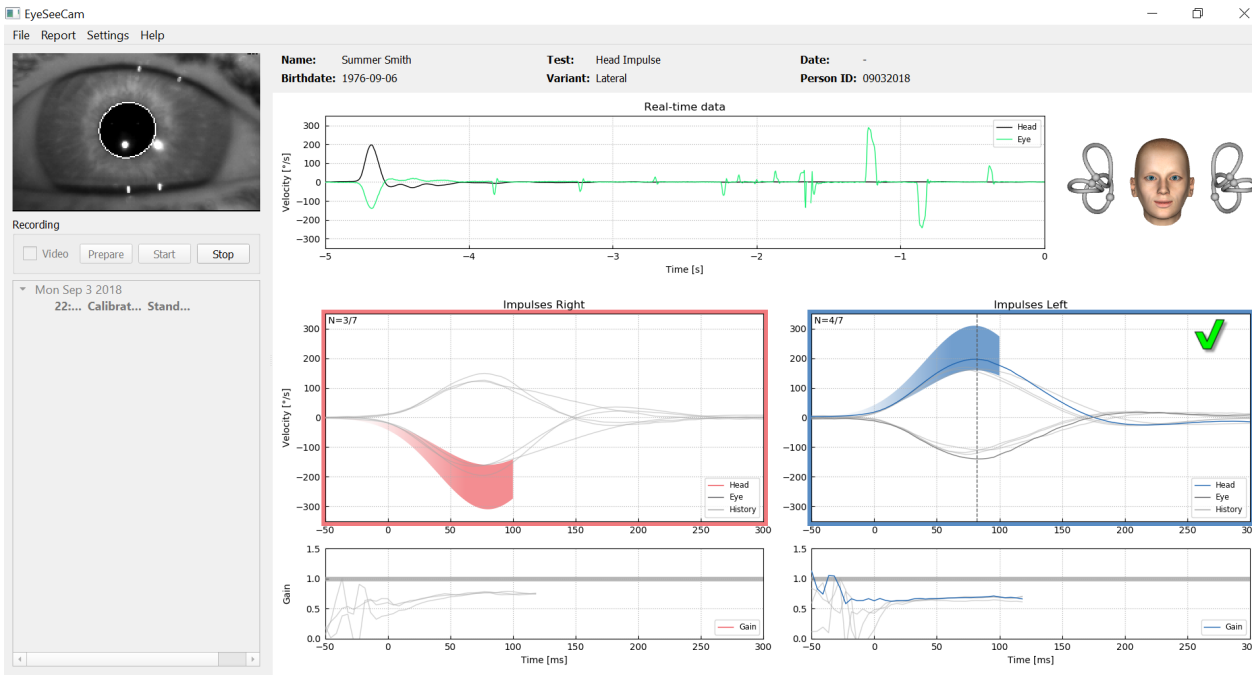 EyeSeeCam
File Report Settings Help
Name: Summer Smith Test: Head Impulse Date: -
Birthdate: 1976-09-06 Variant: Lateral Person ID: 09032018
Recording
Video Prepare Start Stop
Mon Sep 3 2018
22:... Calibrat... Stand...
Real-time data
Velocity [°/s]
300
200
100
0
−100
−200
−300
Head
Eye
−5 −4 −3 −2 −1 0
Time [s]
Impulses Right
N=3/7
Velocity [°/s]
300
200
100
0
−100
−200
−300
Head
Eye
History
−50 0 50 100 150 200 250 300
Impulses Left
N=4/7
300
200
100
0
−100
−200
−300
Head
Eye
History
−50 0 50 100 150 200 250 300
Gain
1.5
1.0
0.5
0.0
Gain
−50 0 50 100 150 200 250 300
Time [ms]
1.5
1.0
0.5
0.0
Gain
−50 0 50 100 150 200 250 300
Time [ms]